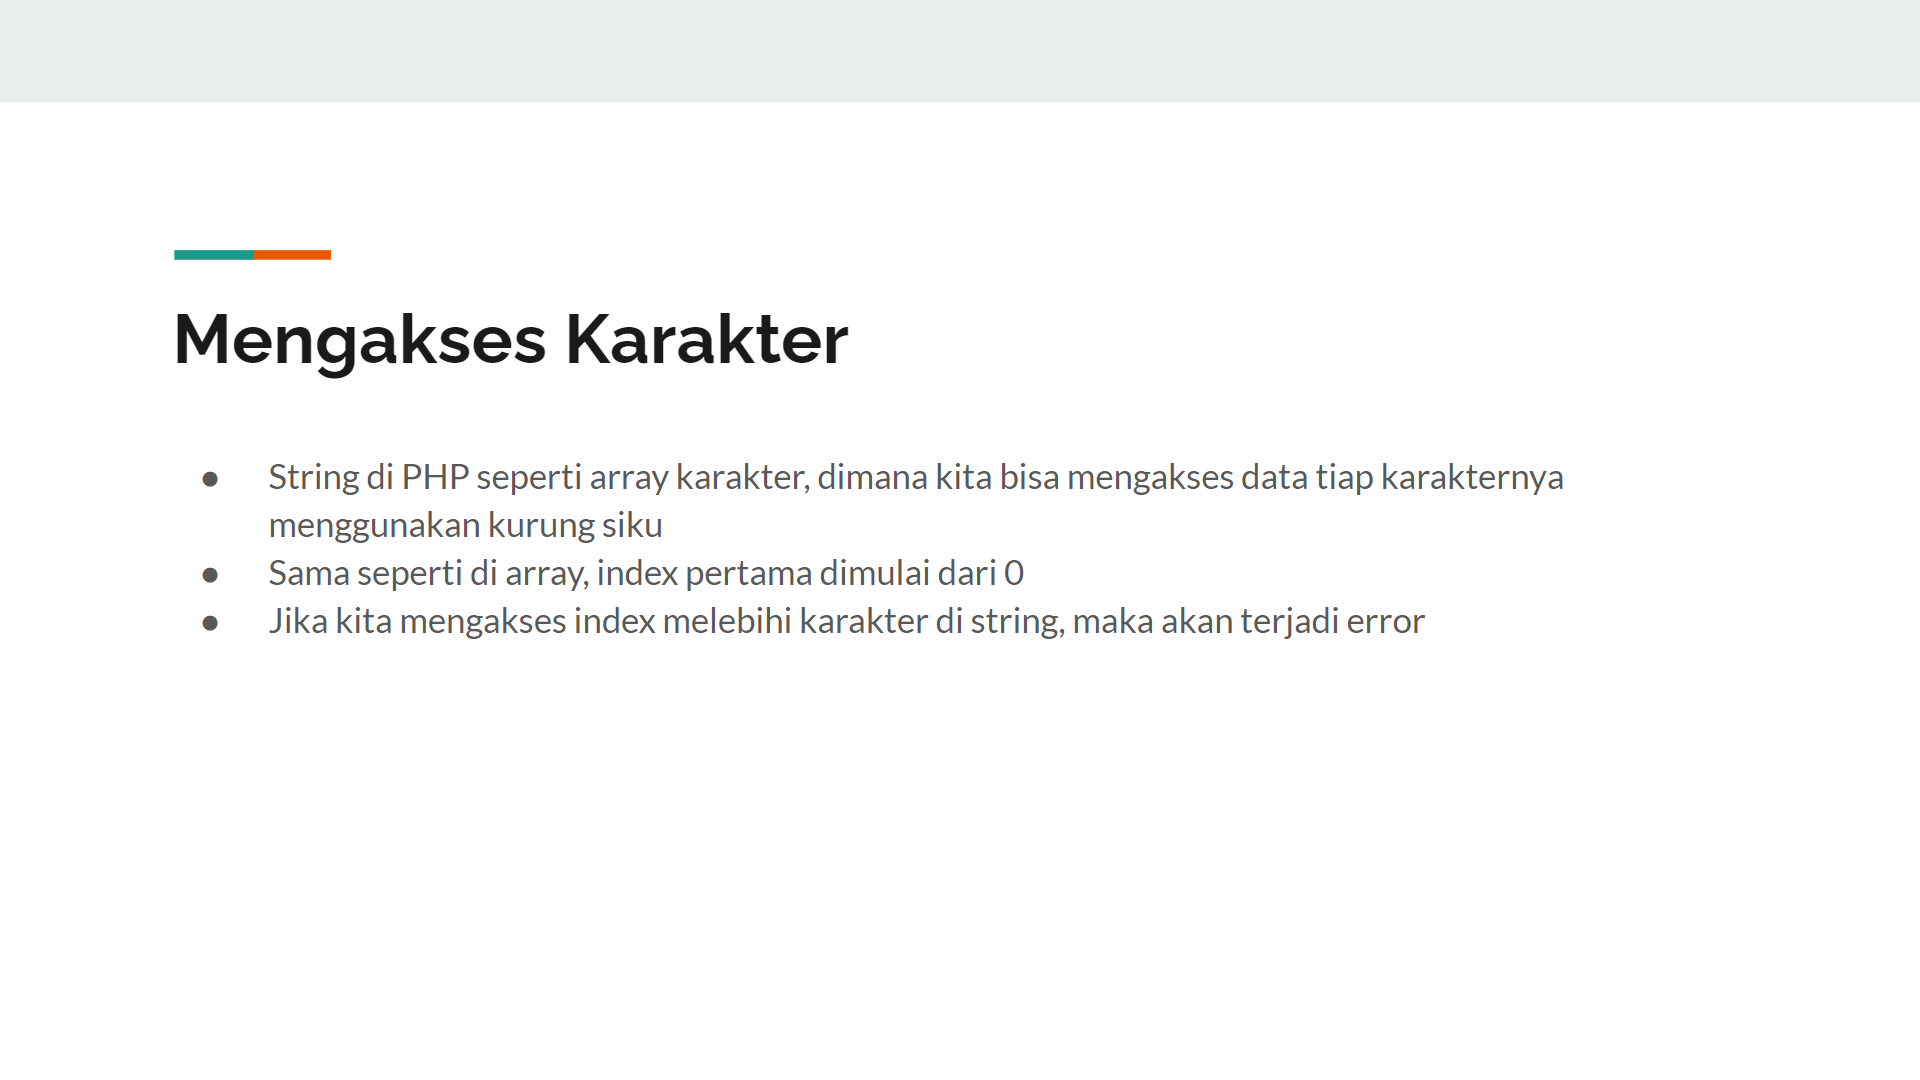 Mengakses Karakter
● String di PHP seperti array karakter, dimana kita bisa mengakses data tiap karakternya
menggunakan kurung siku
● Sama seperti di array, index pertama dimulai dari 0
● Jika kita mengakses index melebihi karakter di string, maka akan terjadi error